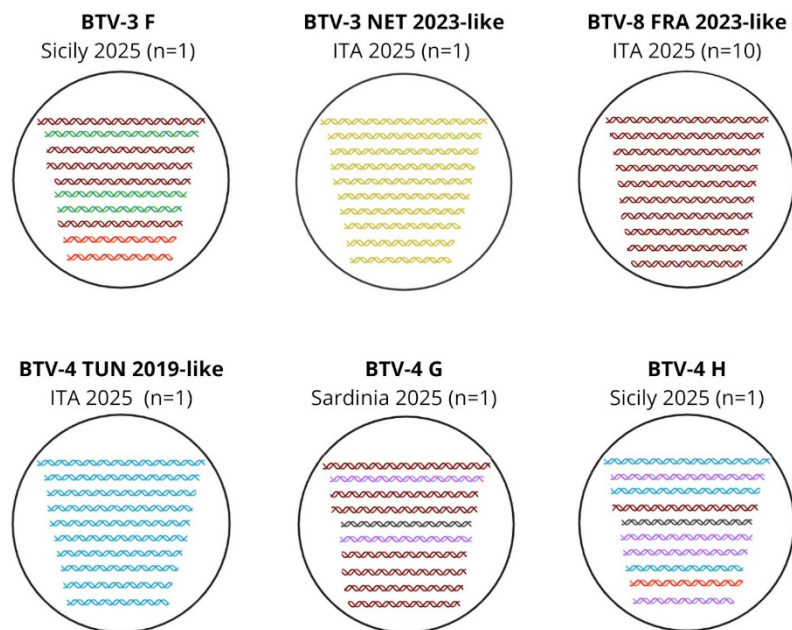 BTV-3 F
Sicily 2025 (n=1)
BTV-3 NET 2023-like
ITA 2025 (n=1)
BTV-8 FRA 2023-like
ITA 2025 (n=10)
BTV-4 TUN 2019-like
ITA 2025 (n=1)
BTV-4 G
Sardinia 2025 (n=1)
BTV-4 H
Sicily 2025 (n=1)